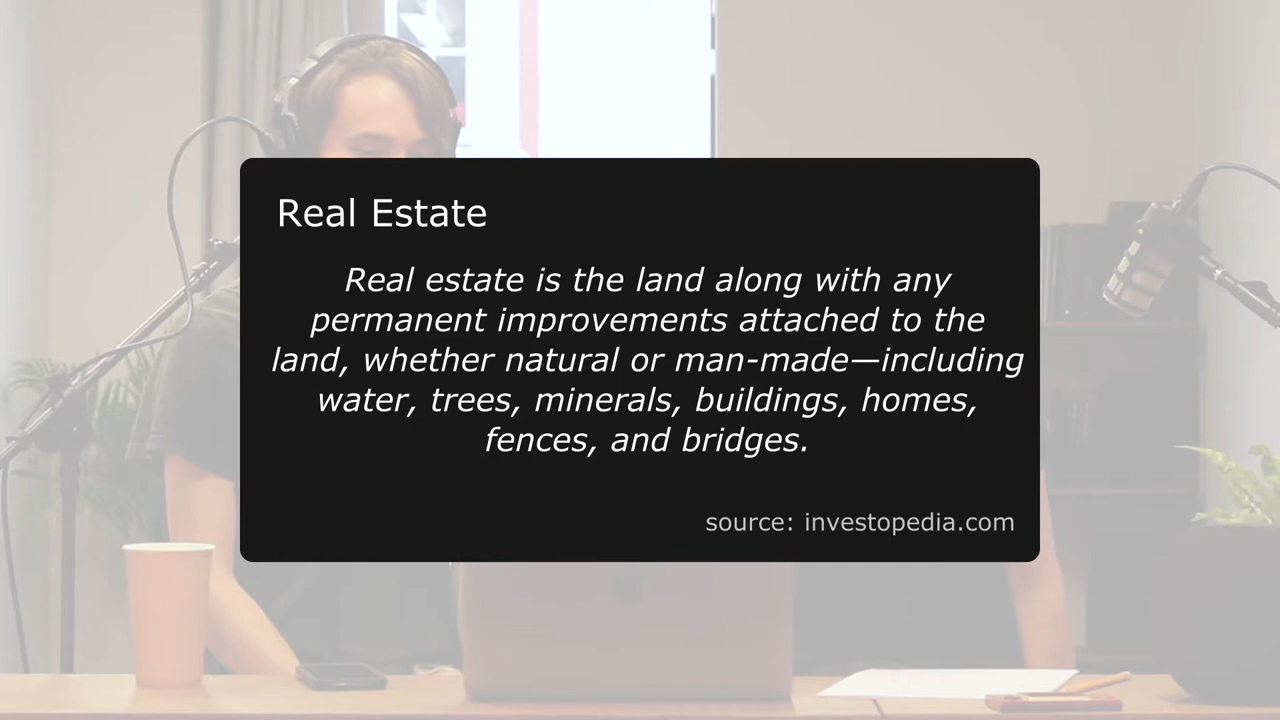 Real Estate
Real estate is the land along with any
permanent improvements attached to the
land, whether natural or man-made—including
water, trees, minerals, buildings, homes,
fences, and bridges.
source: investopedia.com